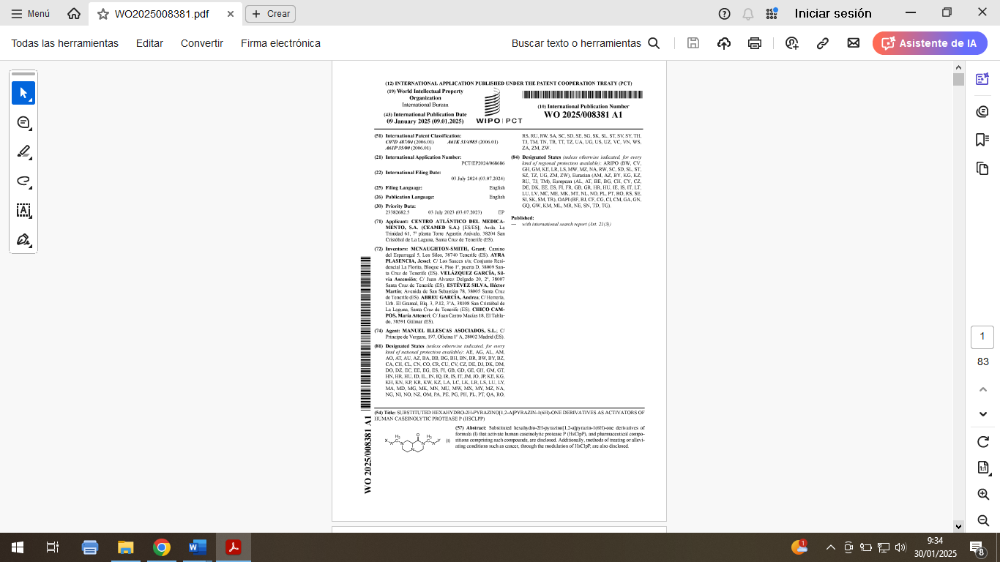 Menú
WO2025008381.pdf
Crear
Iniciar sesión
Todas las herramientas
Editar
Convertir
Firma electrónica
Buscar texto o herramientas
Asistente de IA
(12) INTERNATIONAL APPLICATION PUBLISHED UNDER THE PATENT COOPERATION TREATY (PCT)
(19) World Intellectual Property
Organization
International Bureau
(43) International Publication Date
09 January 2025 (09.01.2025)
WIPO | PCT
(10) International Publication Number
WO 2025/008381 A1
(51) International Patent Classification:
C07D 487/04 (2006.01) A61K 31/4985 (2006.01)
A61P 35/00 (2006.01)
(21) International Application Number:
PCT/EP2024/068686
(22) International Filing Date:
03 July 2024 (03.07.2024)
(25) Filing Language: English
(26) Publication Language: English
(30) Priority Data:
23382682.5 03 July 2023 (03.07.2023) EP
(71) Applicant: CENTRO ATLÁNTICO DEL MEDICA-
MENTO, S.A. (CEAMED S.A.) [ES/ES]; Avda. La
Trinidad 61, 7ª planta Torre Agustín Arévalo, 38204 San
Cristóbal de La Laguna, Santa Cruz de Tenerife (ES).
(72) Inventors: MCNAUGHTON-SMITH, Grant; Camino
del Esparragal 5, Los Silos, 38740 Tenerife (ES). AYRA
PLASENCIA, Jessel; C/ Los Sauces s/n; Conjunto Resi-
dencial La Florita, Bloque 4, Piso 1º, puerta D, 38009 San-
ta Cruz de Tenerife (ES). VELÁZQUEZ GARCÍA, Sil-
via Ascensión; C/ Juan Alvarez Delgado 20, 2º, 38007
Santa Cruz de Tenerife (ES). ESTÉVEZ SILVA, Héctor
Martín; Avenida de San Sebastián 78, 38005 Santa Cruz
de Tenerife (ES). ABREU GARCÍA, Andrea; C/ Herrería,
Urb. El Gramal, Blq. 3, P.12, 3ºA, 38108 San Cristóbal de
La Laguna, Santa Cruz de Tenerife (ES). CHICO CAM-
POS, María Atteneri; C/ Juan Castro Macías 18, El Tabla-
do, 38591 Güímar (ES).
(74) Agent: MANUEL ILLESCAS ASOCIADOS, S.L.; C/
Príncipe de Vergara, 197, Oficina 1º A, 28002 Madrid (ES).
(81) Designated States (unless otherwise indicated, for every
kind of national protection available): AE, AG, AL, AM,
AO, AT, AU, AZ, BA, BB, BG, BH, BN, BR, BW, BY, BZ,
CA, CH, CL, CN, CO, CR, CU, CV, CZ, DE, DJ, DK, DM,
DO, DZ, EC, EE, EG, ES, FI, GB, GD, GE, GH, GM, GT,
HN, HR, HU, ID, IL, IN, IQ, IR, IS, IT, JM, JO, JP, KE, KG,
KH, KN, KP, KR, KW, KZ, LA, LC, LK, LR, LS, LU, LY,
MA, MD, MG, MK, MN, MU, MW, MX, MY, MZ, NA,
NG, NI, NO, NZ, OM, PA, PE, PG, PH, PL, PT, QA, RO,
RS, RU, RW, SA, SC, SD, SE, SG, SK, SL, ST, SV, SY, TH,
TJ, TM, TN, TR, TT, TZ, UA, UG, US, UZ, VC, VN, WS,
ZA, ZM, ZW.
(84) Designated States (unless otherwise indicated, for every
kind of regional protection available): ARIPO (BW, CV,
GH, GM, KE, LR, LS, MW, MZ, NA, RW, SC, SD, SL, ST,
SZ, TZ, UG, ZM, ZW), Eurasian (AM, AZ, BY, KG, KZ,
RU, TJ, TM), European (AL, AT, BE, BG, CH, CY, CZ,
DE, DK, EE, ES, FI, FR, GB, GR, HR, HU, IE, IS, IT, LT,
LU, LV, MC, ME, MK, MT, NL, NO, PL, PT, RO, RS, SE,
SI, SK, SM, TR), OAPI (BF, BJ, CF, CG, CI, CM, GA, GN,
GQ, GW, KM, ML, MR, NE, SN, TD, TG).
Published:
— with international search report (Art. 21(3))
(54) Title: SUBSTITUTED HEXAHYDRO-2H-PYRAZINO[1,2-A]PYRAZIN-1(6H)-ONE DERIVATIVES AS ACTIVATORS OF
HUMAN CASEINOLYTIC PROTEASE P (HSCLPP)
(57) Abstract: Substituted hexahydro-2H-pyrazino[1,2-a]pyrazin-1(6H)-one derivatives of
formula (I) that activate human caseinolytic protease P (HsClpP), and pharmaceutical compo-
sitions comprising such compounds, are disclosed. Additionally, methods of treating or allevi-
ating conditions such as cancer, through the modulation of HsClpP, are also disclosed.
(I)
WO 2025/008381 A1
1
83
1:1
1
9:34
30/01/2025
8